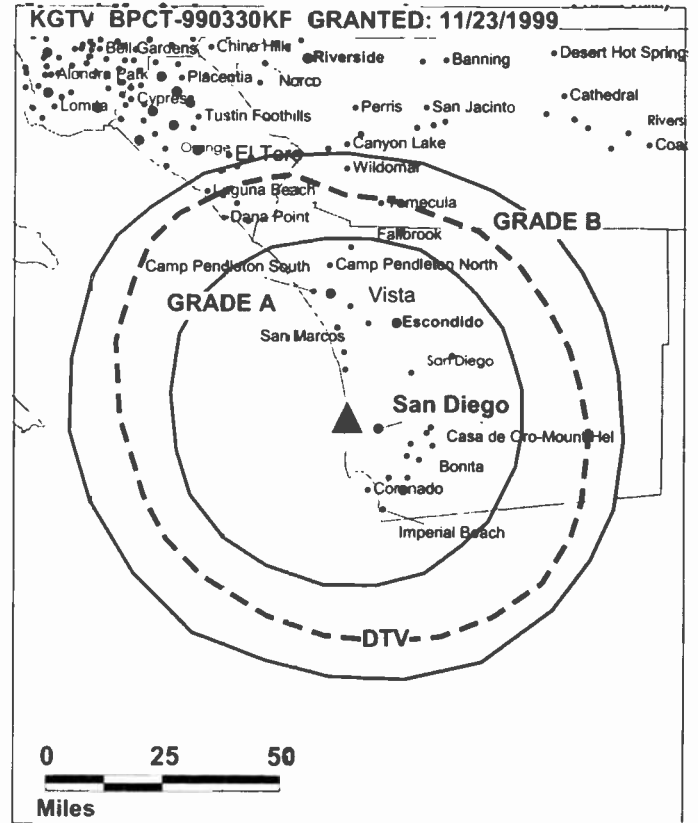 KGTV BPCT-990330KF GRANTED: 11/23/1999
Bell Gardens
Chino Hills
Riverside
Banning
Desert Hot Springs
Alondra Park
Placentia
Norco
Cathedral
Lomita
Cypress
Tustin Foothills
Perris
San Jacinto
Rivers
Orange
El Toro
Canyon Lake
Coac
Wildomar
Laguna Beach
Temecula
Dana Point
GRADE B
Fallbrook
Camp Pendleton South
Camp Pendleton North
GRADE A
Vista
San Marcos
Escondido
San Diego
San Diego
Casa de Oro-Mount Hel
Bonita
Coronado
Imperial Beach
DTV
0 25 50
Miles